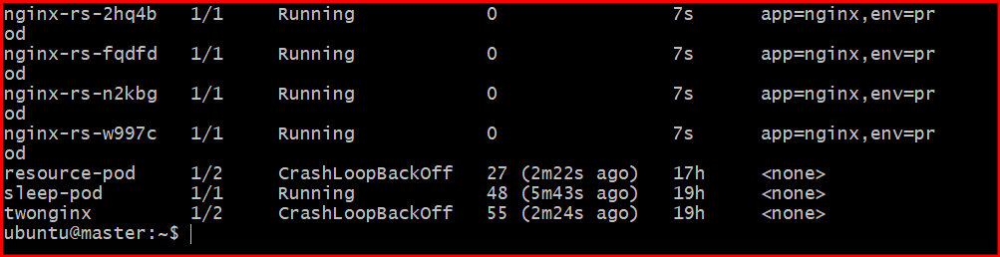 nginx-rs-2hq4b   1/1     Running            0                7s    app=nginx,env=pr
od
nginx-rs-fqdfd   1/1     Running            0                7s    app=nginx,env=pr
od
nginx-rs-n2kbg   1/1     Running            0                7s    app=nginx,env=pr
od
nginx-rs-w997c   1/1     Running            0                7s    app=nginx,env=pr
od
resource-pod     1/2     CrashLoopBackOff   27 (2m22s ago)   17h   <none>
sleep-pod        1/1     Running            48 (5m43s ago)   19h   <none>
twonginx         1/2     CrashLoopBackOff   55 (2m24s ago)   19h   <none>
ubuntu@master:~$